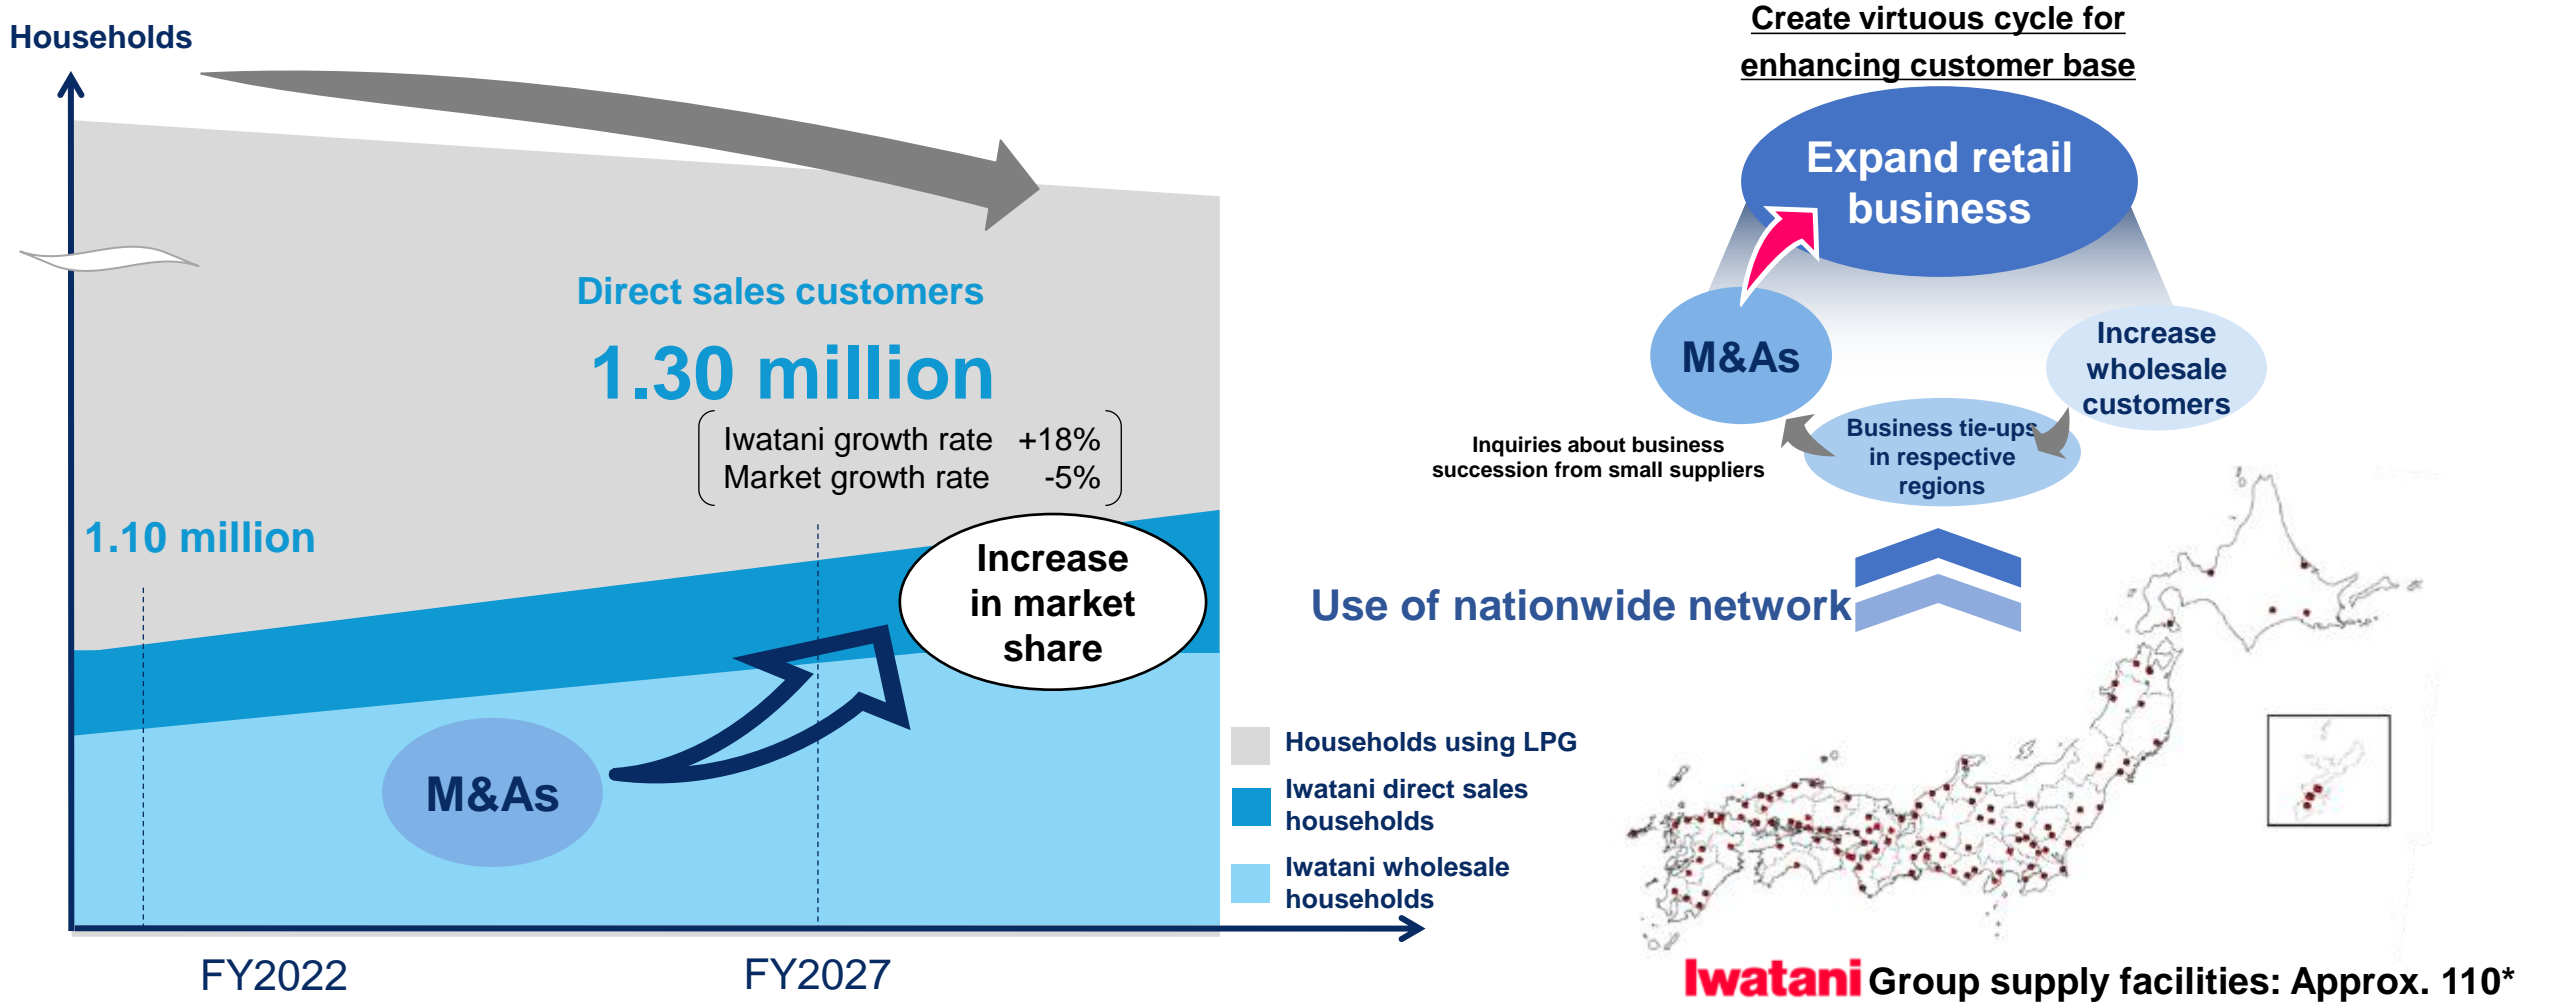 Households
Direct sales customers
1.30 million
Iwatani growth rate +18%
Market growth rate -5%
1.10 million
Increase
in market
share
M&As
FY2022
FY2027
Households using LPG
Iwatani direct sales
households
Iwatani wholesale
households
Create virtuous cycle for
enhancing customer base
Expand retail
business
M&As
Increase
wholesale
customers
Business tie-ups
in respective
regions
Inquiries about business
succession from small suppliers
Use of nationwide network
Iwatani Group supply facilities: Approx. 110*